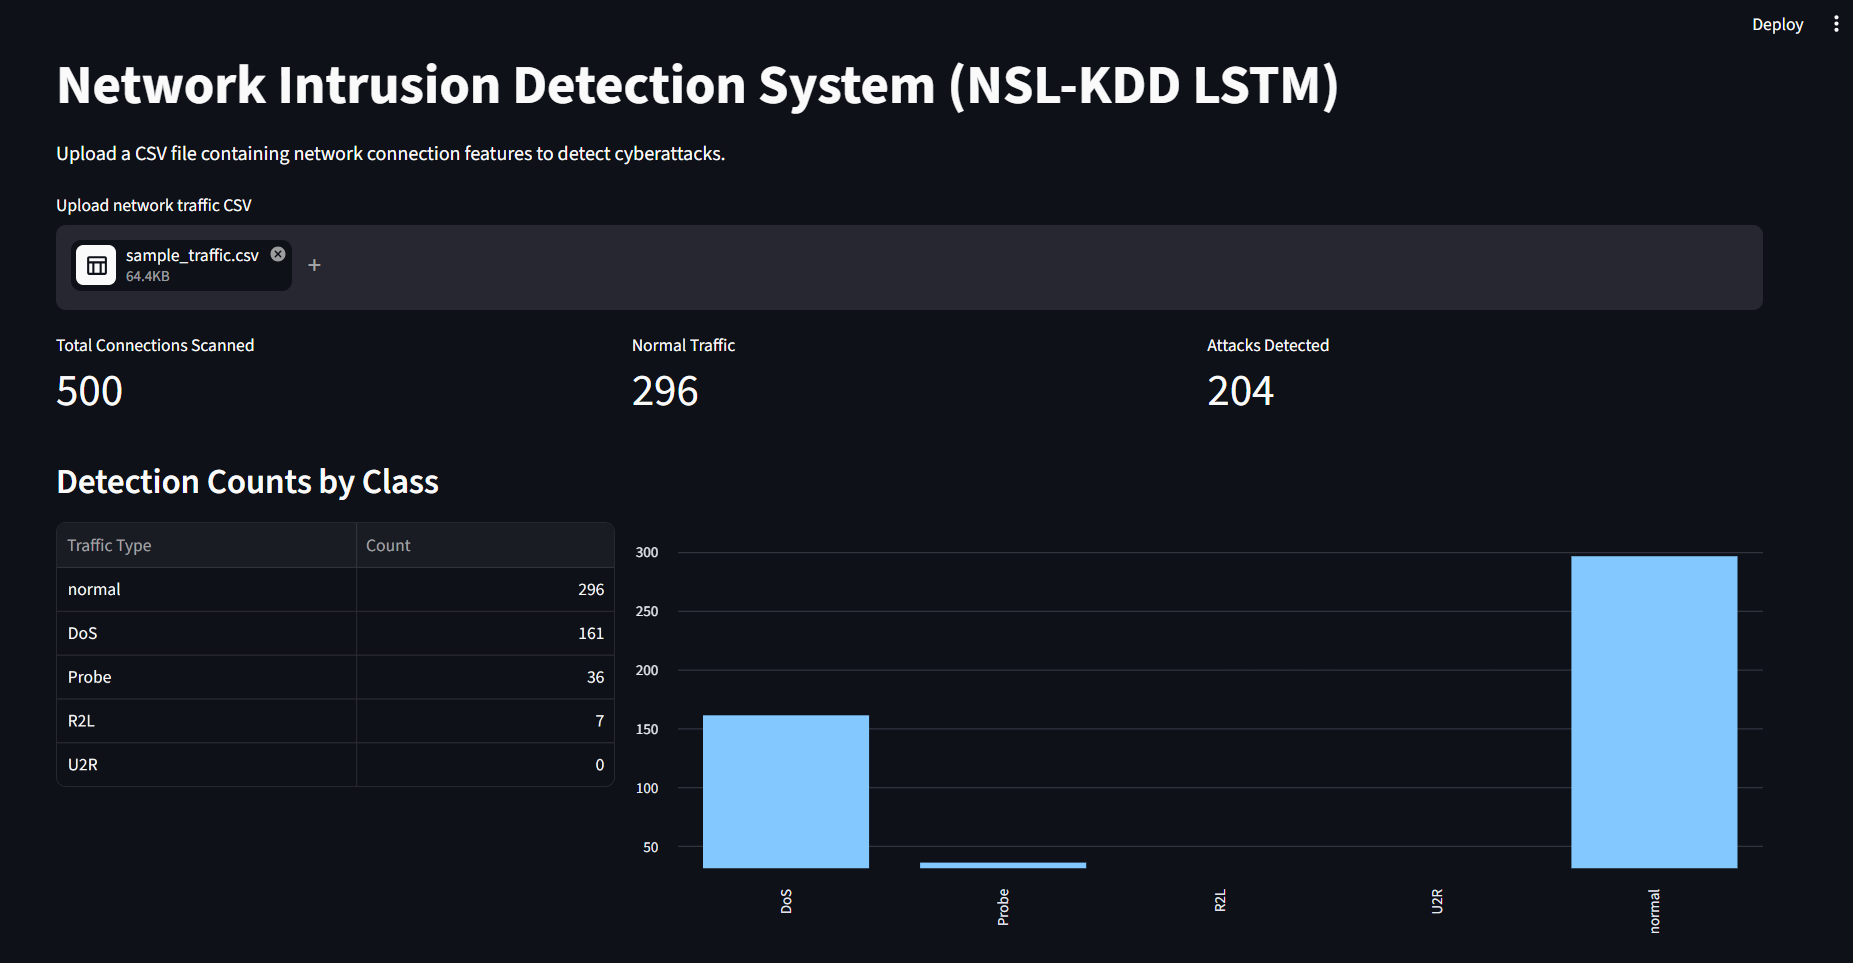 Deploy
Network Intrusion Detection System (NSL-KDD LSTM)
Upload a CSV file containing network connection features to detect cyberattacks.
Upload network traffic CSV
sample_traffic.csv
64.4KB
+
Total Connections Scanned
500
Normal Traffic
296
Attacks Detected
204
Detection Counts by Class
Traffic Type Count
normal 296
DoS 161
Probe 36
R2L 7
U2R 0
300
250
200
150
100
50
DoS
Probe
R2L
U2R
normal